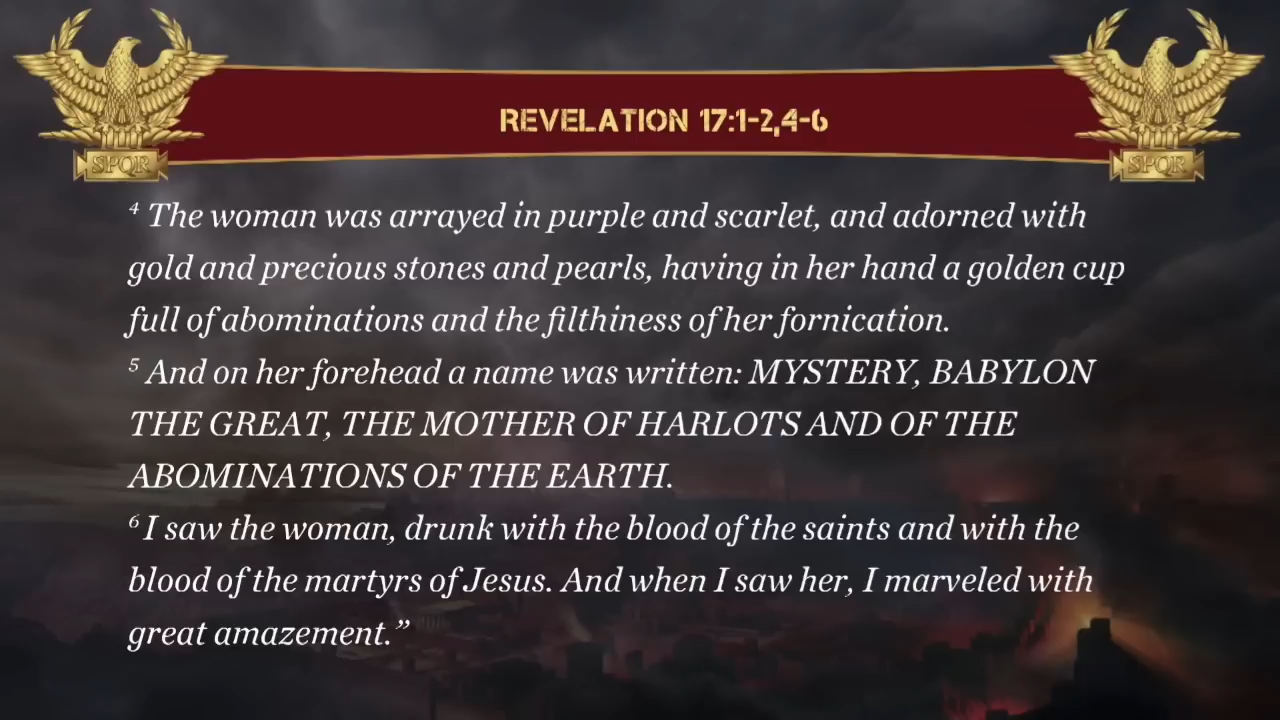 SPQR
REVELATION 17:1-2,4-6
SPQR
⁴ The woman was arrayed in purple and scarlet, and adorned with
gold and precious stones and pearls, having in her hand a golden cup
full of abominations and the filthiness of her fornication.
⁵ And on her forehead a name was written: MYSTERY, BABYLON
THE GREAT, THE MOTHER OF HARLOTS AND OF THE
ABOMINATIONS OF THE EARTH.
⁶ I saw the woman, drunk with the blood of the saints and with the
blood of the martyrs of Jesus. And when I saw her, I marveled with
great amazement.”